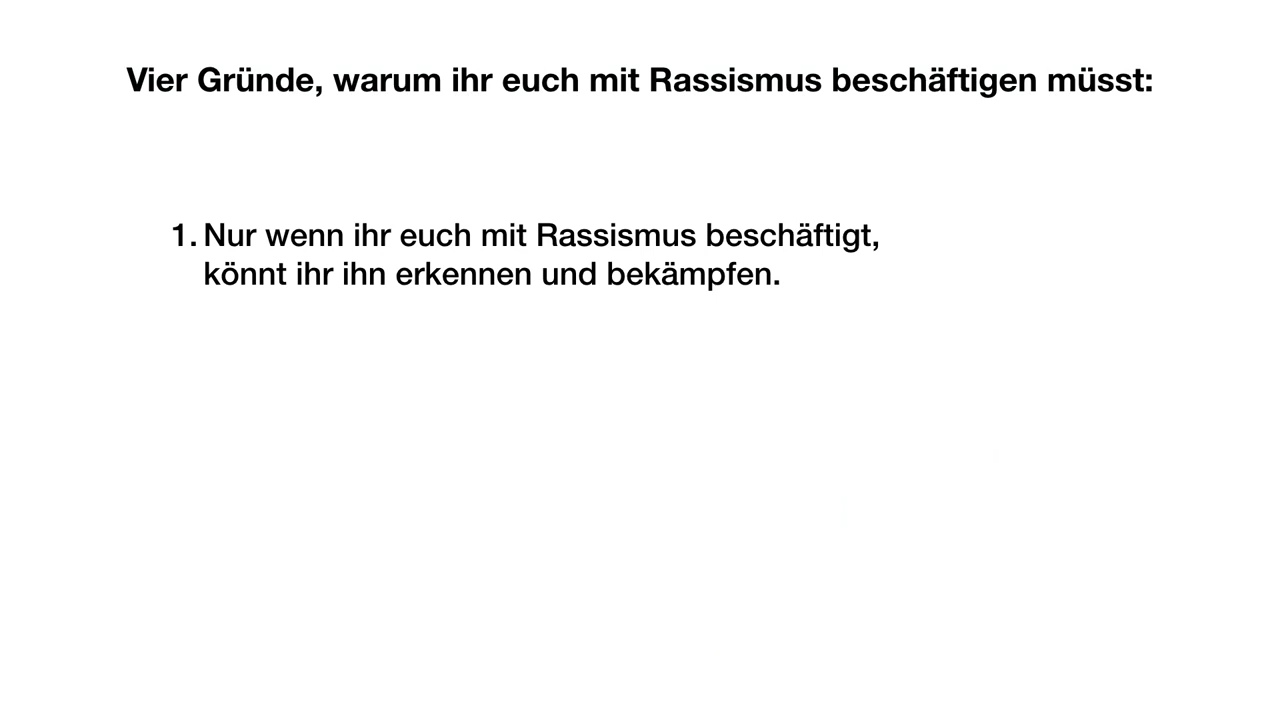 Vier Gründe, warum ihr euch mit Rassismus beschäftigen müsst:
1. Nur wenn ihr euch mit Rassismus beschäftigt,
könnt ihr ihn erkennen und bekämpfen.